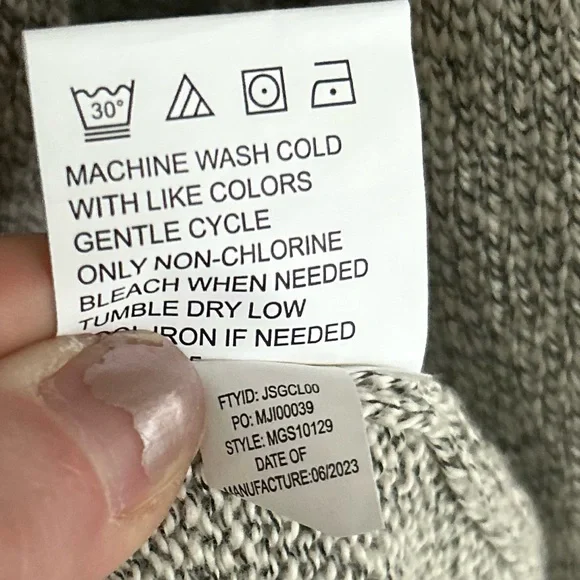 30°
MACHINE WASH COLD
WITH LIKE COLORS
GENTLE CYCLE
ONLY NON-CHLORINE
BLEACH WHEN NEEDED
TUMBLE DRY LOW
IRON IF NEEDED
FTYID: JSGCL00
PO: MJI00039
STYLE: MGS10129
DATE OF
MANUFACTURE:06/2023